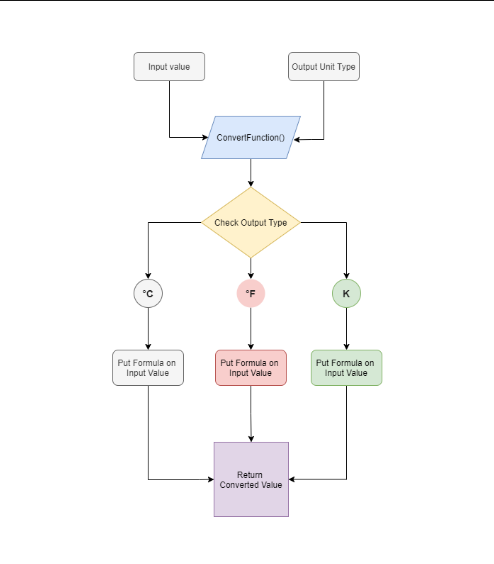 Input value
Output Unit Type
ConvertFunction()
Check Output Type
°C
°F
K
Put Formula on
Input Value
Put Formula on
Input Value
Put Formula on
Input Value
Return
Converted Value